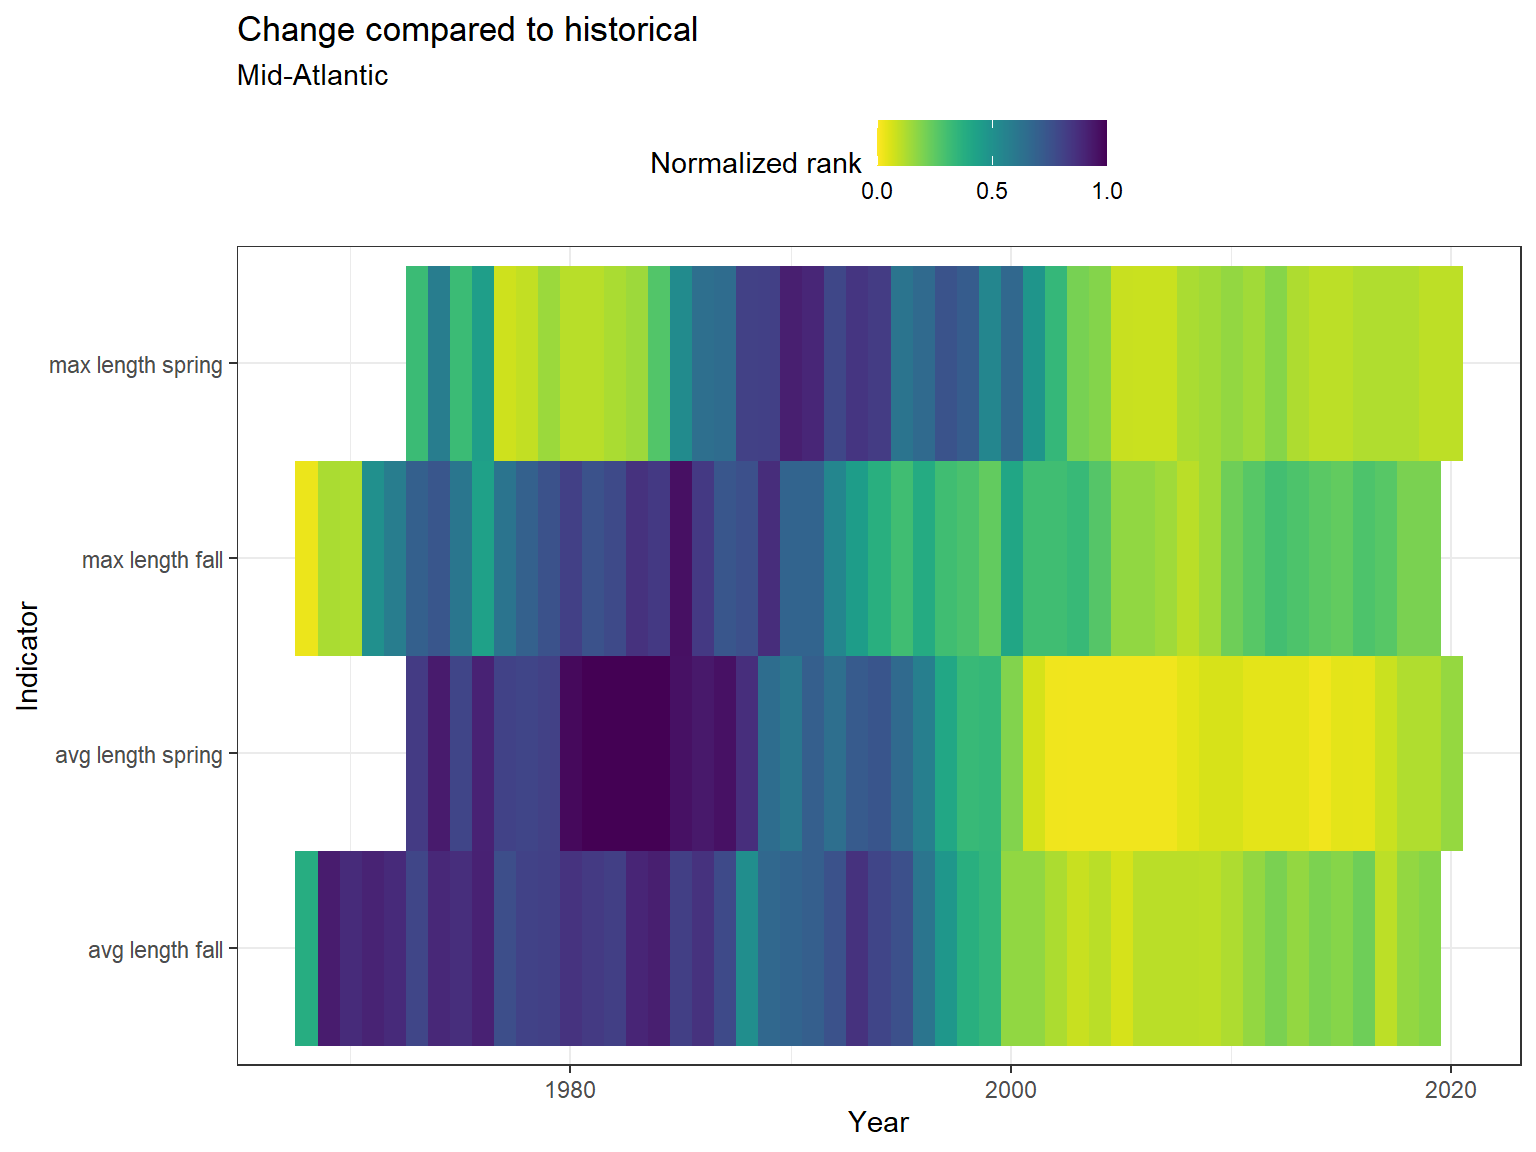 Change compared to historical
Mid-Atlantic
Normalized rank
0.0 0.5 1.0
max length spring
max length fall
avg length spring
avg length fall
Indicator
1980 2000 2020
Year